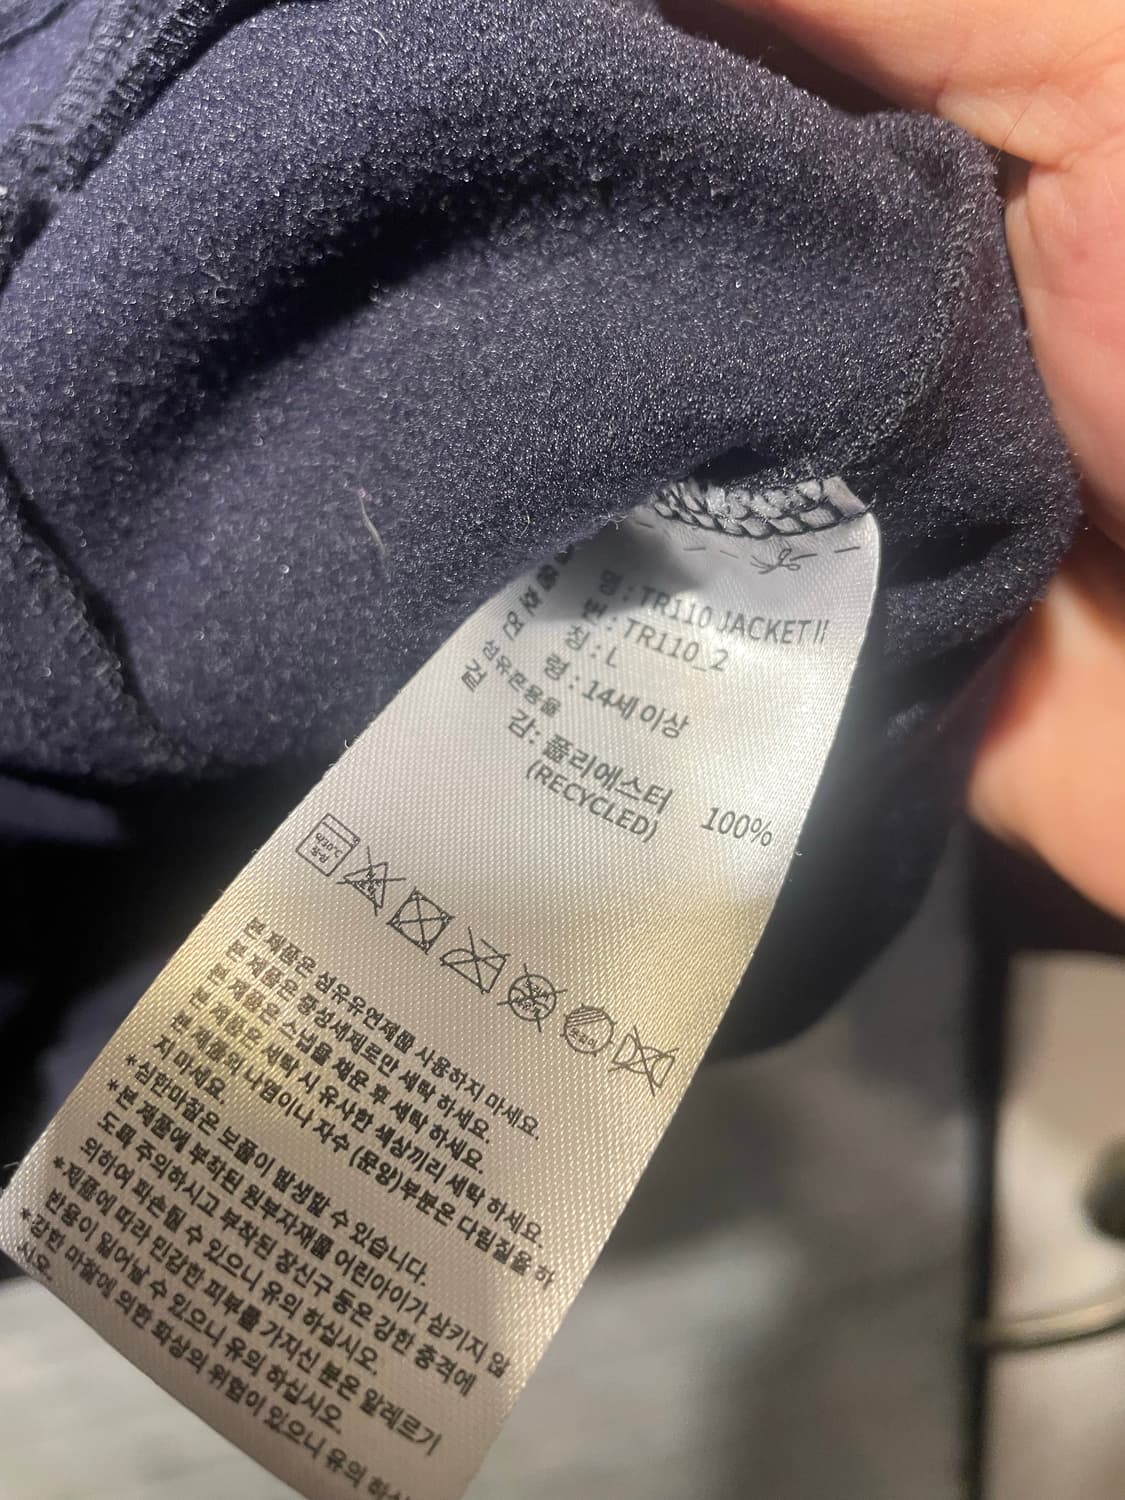 명 : TR110 JACKET II
번 : TR110_2
정 : L
령 : 14세 이상
섬유혼용율
겉 감 : 폴리에스터 100%
(RECYCLED)
본 제품은 섬유유연제를 사용하지 마세요.
본 제품은 중성세제로만 세탁 하세요.
본 제품은 스냅을 채운 후 세탁 하세요.
본 제품은 세탁 시 유사한 색상끼리 세탁 하세요.
본 제품의 나염이나 자수 (문양)부분은 다림질을 하
지 마세요.
*심한마찰은 보풀이 발생할 수 있습니다.
*본 제품에 부착된 원부자재를 어린아이가 삼키지 않
도록 주의하시고 부착된 장신구 등은 강한 충격에
의하여 파손될 수 있으니 유의 하십시오
*제품에 따라 민감한 피부를 가지신 분은 알레르기
반응이 일어날 수 있으니 유의 하십시오.
*강한 마찰에 의한 파상의 위험이 있으니 유의 하십
시오.